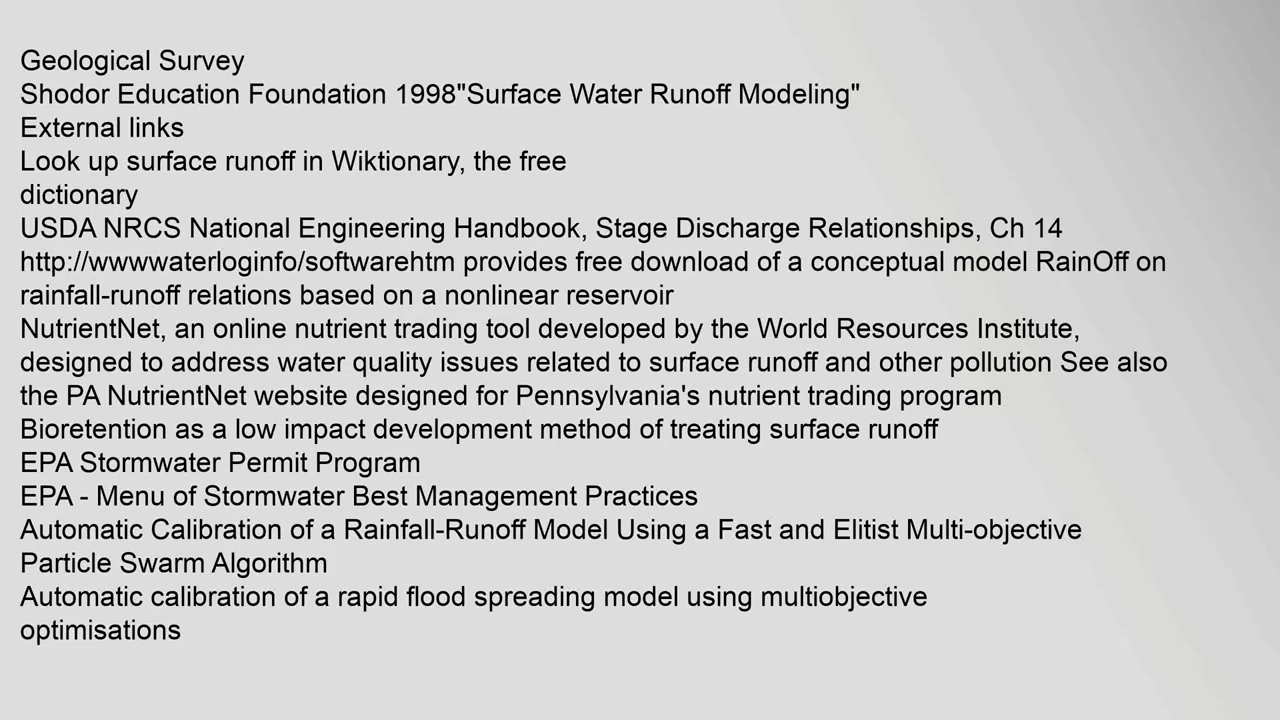 Geological Survey
Shodor Education Foundation 1998"Surface Water Runoff Modeling"
External links
Look up surface runoff in Wiktionary, the free
dictionary
USDA NRCS National Engineering Handbook, Stage Discharge Relationships, Ch 14
http://wwwwaterloginfo/softwarehtm provides free download of a conceptual model RainOff on
rainfall-runoff relations based on a nonlinear reservoir
NutrientNet, an online nutrient trading tool developed by the World Resources Institute,
designed to address water quality issues related to surface runoff and other pollution See also
the PA NutrientNet website designed for Pennsylvania's nutrient trading program
Bioretention as a low impact development method of treating surface runoff
EPA Stormwater Permit Program
EPA - Menu of Stormwater Best Management Practices
Automatic Calibration of a Rainfall-Runoff Model Using a Fast and Elitist Multi-objective
Particle Swarm Algorithm
Automatic calibration of a rapid flood spreading model using multiobjective
optimisations